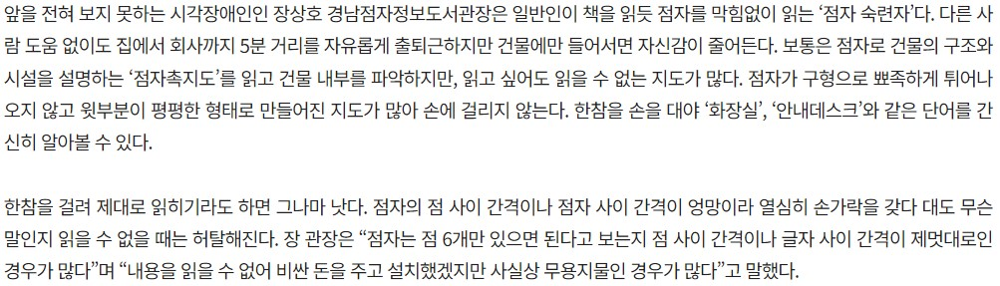 앞을 전혀 보지 못하는 시각장애인인 장상호 경남점자정보도서관장은 일반인이 책을 읽듯 점자를 막힘없이 읽는 ‘점자 숙련자’다. 다른 사
람 도움 없이도 집에서 회사까지 5분 거리를 자유롭게 출퇴근하지만 건물에만 들어서면 자신감이 줄어든다. 보통은 점자로 건물의 구조와
시설을 설명하는 ‘점자촉지도’를 읽고 건물 내부를 파악하지만, 읽고 싶어도 읽을 수 없는 지도가 많다. 점자가 구형으로 뾰족하게 튀어나
오지 않고 윗부분이 평평한 형태로 만들어진 지도가 많아 손에 걸리지 않는다. 한참을 손을 대야 ‘화장실’, ‘안내데스크’와 같은 단어를 간
신히 알아볼 수 있다.
한참을 걸려 제대로 읽히기라도 하면 그나마 낫다. 점자의 점 사이 간격이나 점자 사이 간격이 엉망이라 열심히 손가락을 갖다 대도 무슨
말인지 읽을 수 없을 때는 허탈해진다. 장 관장은 “점자는 점 6개만 있으면 된다고 보는지 점 사이 간격이나 글자 사이 간격이 제멋대로인
경우가 많다”며 “내용을 읽을 수 없어 비싼 돈을 주고 설치했겠지만 사실상 무용지물인 경우가 많다”고 말했다.